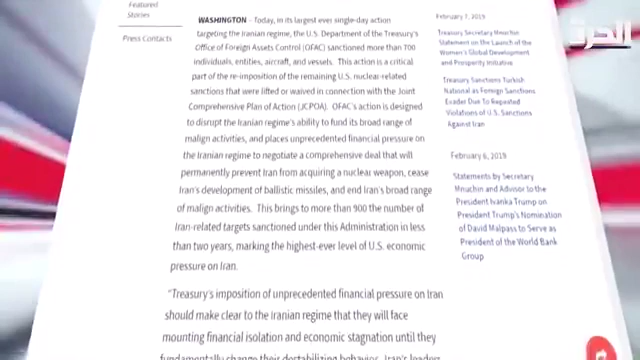 Featured
Stories
Press Contacts
WASHINGTON – Today, in its largest ever single-day action
targeting the Iranian regime, the U.S. Department of the Treasury's
Office of Foreign Assets Control (OFAC) sanctioned more than 700
individuals, entities, aircraft, and vessels. This action is a critical
part of the re-imposition of the remaining U.S. nuclear-related
sanctions that were lifted or waived in connection with the Joint
Comprehensive Plan of Action (JCPOA). OFAC's action is designed
to disrupt the Iranian regime's ability to fund its broad range of
malign activities, and places unprecedented financial pressure on
the Iranian regime to negotiate a comprehensive deal that will
permanently prevent Iran from acquiring a nuclear weapon, cease
Iran's development of ballistic missiles, and end Iran's broad range
of malign activities. This brings to more than 900 the number of
Iran-related targets sanctioned under this Administration in less
than two years, marking the highest-ever level of U.S. economic
pressure on Iran.
"Treasury's imposition of unprecedented financial pressure on Iran
should make clear to the Iranian regime that they will face
mounting financial isolation and economic stagnation until they
fundamentally change their destabilizing behavior. Iran's leaders
February 7, 2019
Treasury Secretary Mnuchin
Statement on the Launch of the
Women's Global Development
and Prosperity Initiative
Treasury Sanctions Turkish
National as Foreign Sanctions
Evader Due To Repeated
Violations of U.S. Sanctions
Against Iran
February 6, 2019
Statements by Secretary
Mnuchin and Advisor to the
President Ivanka Trump on
President Trump's Nomination
of David Malpass to Serve as
President of the World Bank
Group
الحرة